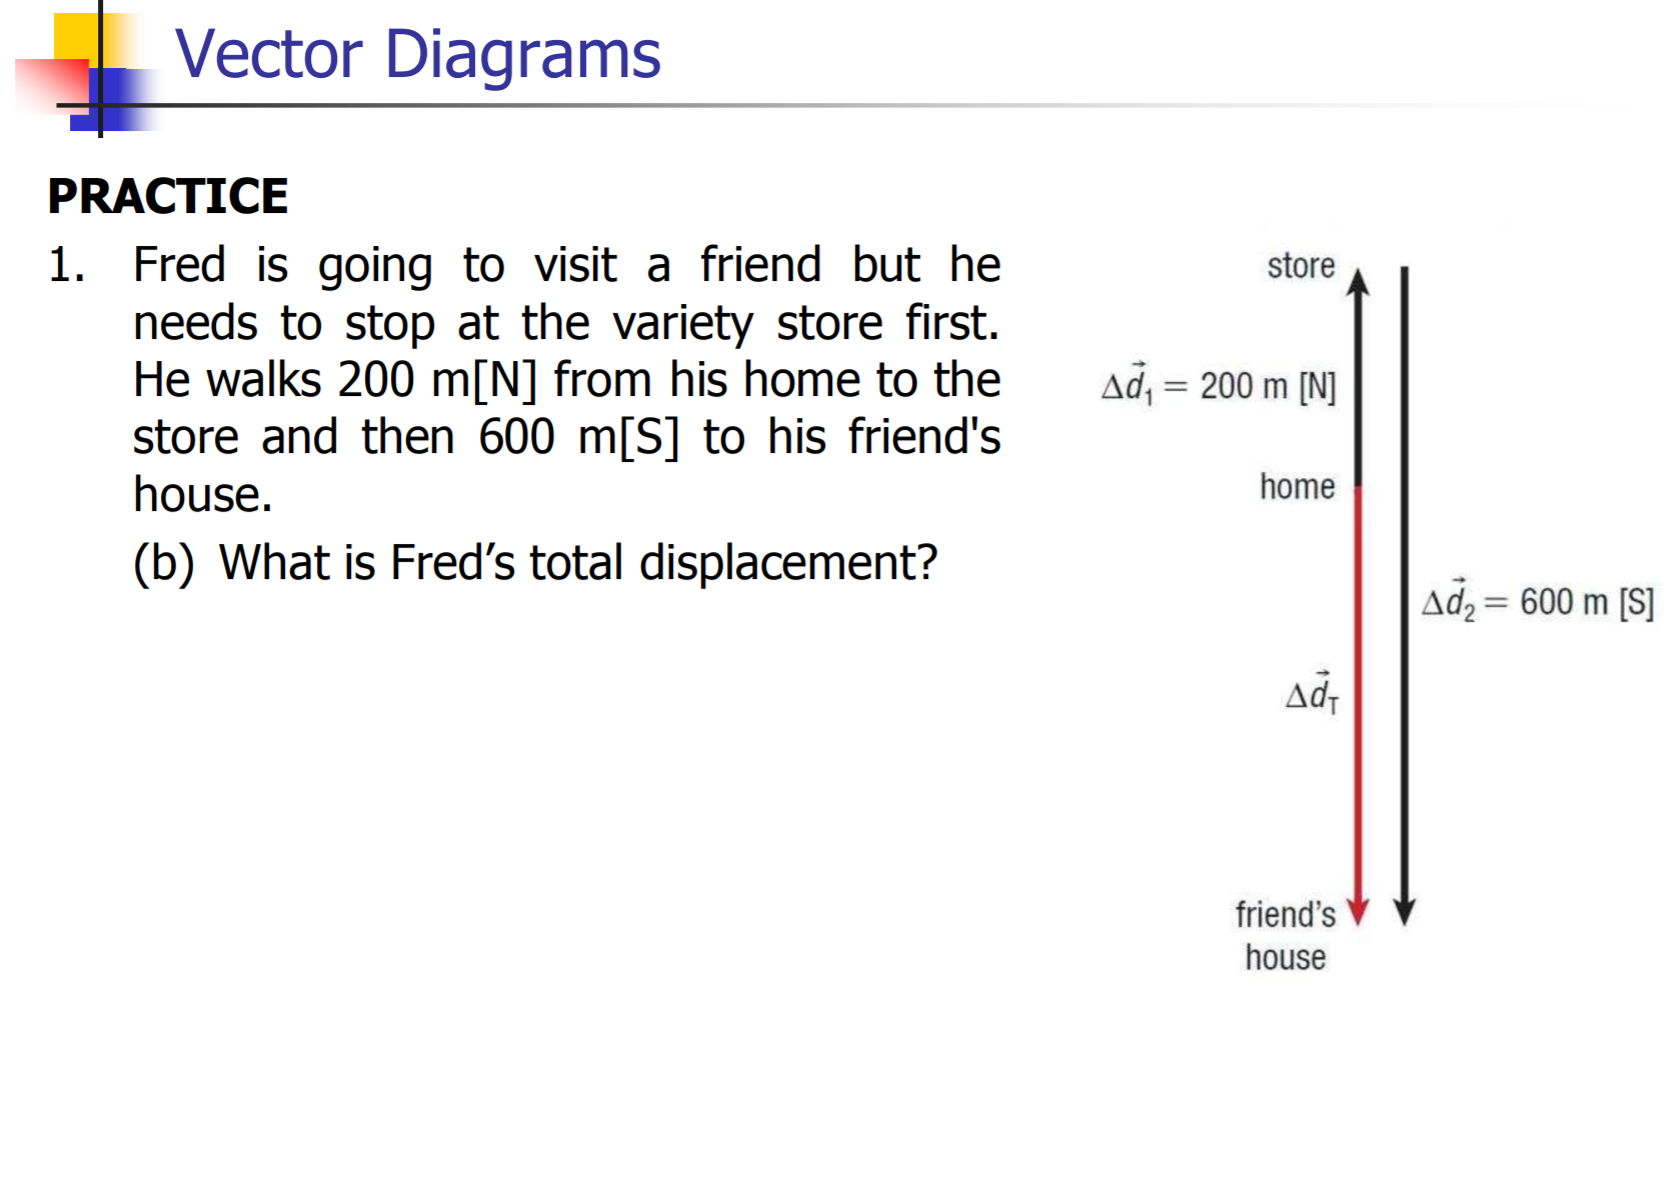 Vector Diagrams
PRACTICE
1. Fred is going to visit a friend but he
needs to stop at the variety store first.
He walks 200 m[N] from his home to the
store and then 600 m[S] to his friend's
house.
(b) What is Fred’s total displacement?
store
Δd⃗₁ = 200 m [N]
home
Δd⃗₂ = 600 m [S]
Δd⃗T
friend’s
house